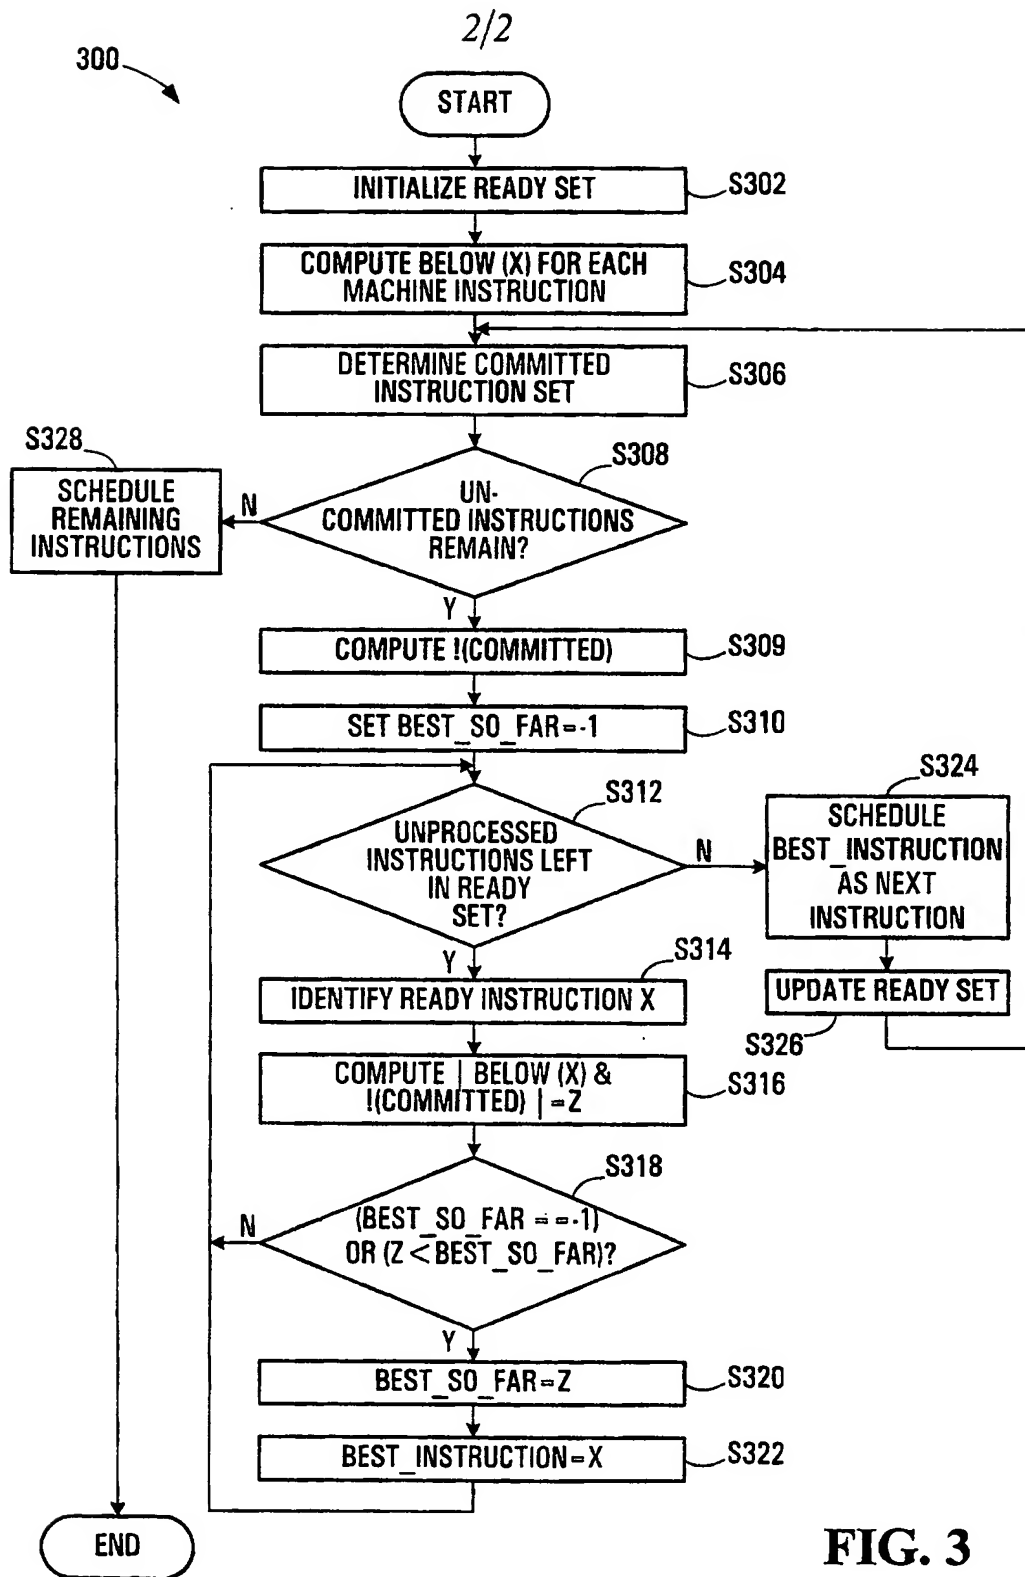 2/2
300
START
INITIALIZE READY SET
S302
COMPUTE BELOW (X) FOR EACH
MACHINE INSTRUCTION
S304
DETERMINE COMMITTED
INSTRUCTION SET
S306
S328
SCHEDULE
REMAINING
INSTRUCTIONS
N
S308
UN-
COMMITTED INSTRUCTIONS
REMAIN?
Y
COMPUTE !(COMMITTED)
S309
SET BEST_SO_FAR=-1
S310
S312
UNPROCESSED
INSTRUCTIONS LEFT
IN READY
SET?
N
S324
SCHEDULE
BEST_INSTRUCTION
AS NEXT
INSTRUCTION
Y
S314
IDENTIFY READY INSTRUCTION X
UPDATE READY SET
S326
COMPUTE | BELOW (X) &
!(COMMITTED) |=Z
S316
S318
(BEST_SO_FAR ==-1)
OR (Z<BEST_SO_FAR)?
N
Y
BEST_SO_FAR=Z
S320
BEST_INSTRUCTION=X
S322
END
FIG. 3